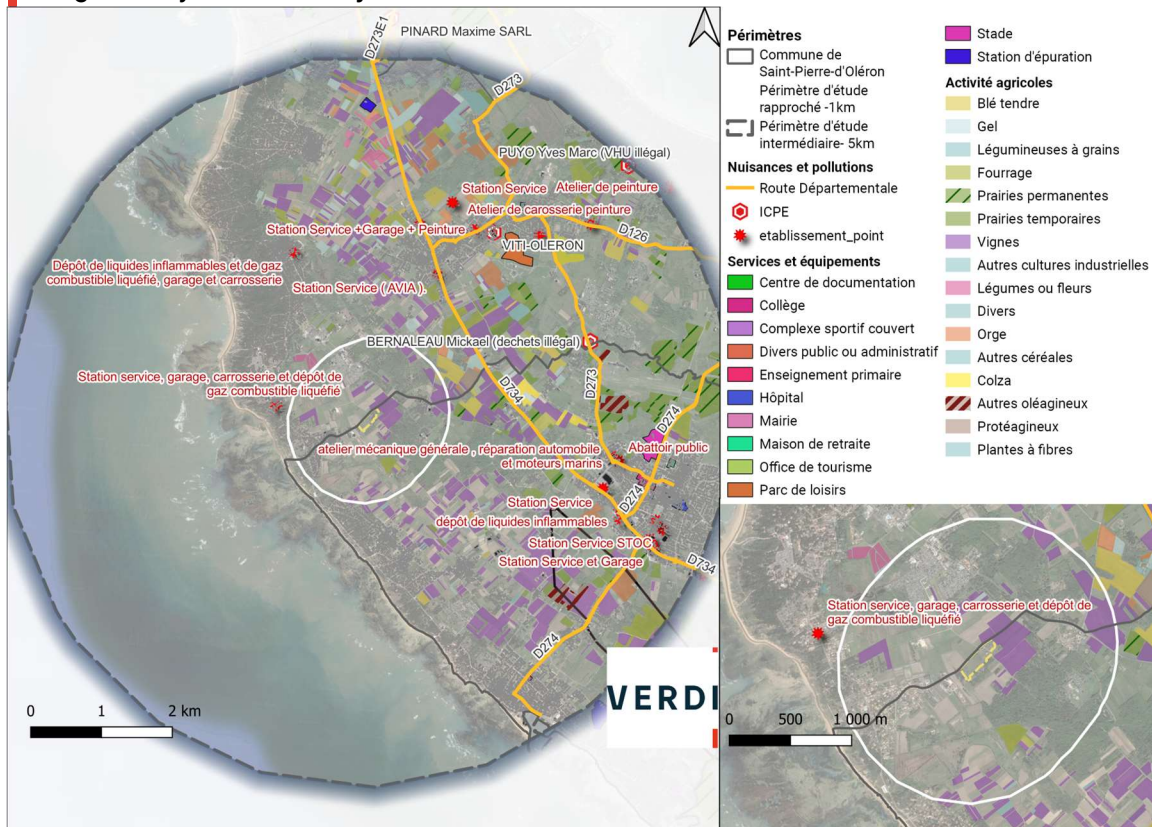 D273E1
PINARD Maxime SARL
D273
PUYO Yves Marc (VHU illégal)
Station Service
Atelier de peinture
Atelier de carosserie peinture
Station Service +Garage + Peinture
VITI-OLERON
D126
Dépôt de liquides inflammables et de gaz
combustible liquéfié, garage et carrosserie
Station Service ( AVIA ).
BERNALEAU Mickael (dechets illégal)
Station service, garage, carrosserie et dépôt de
gaz combustible liquéfié
D734
D273
D274
Abattoir public
atelier mécanique générale , réparation automobile
et moteurs marins
Station Service
D274
dépôt de liquides inflammables
Station Service STOC
Station Service et Garage
D734
D274
VERDI
0 1 2 km
Périmètres
Commune de
Saint-Pierre-d'Oléron
Périmètre d'étude
rapproché -1km
Périmètre d'étude
intermédiaire- 5km
Nuisances et pollutions
Route Départementale
ICPE
etablissement_point
Services et équipements
Centre de documentation
Collège
Complexe sportif couvert
Divers public ou administratif
Enseignement primaire
Hôpital
Mairie
Maison de retraite
Office de tourisme
Parc de loisirs
Stade
Station d'épuration
Activité agricoles
Blé tendre
Gel
Légumineuses à grains
Fourrage
Prairies permanentes
Prairies temporaires
Vignes
Autres cultures industrielles
Légumes ou fleurs
Divers
Orge
Autres céréales
Colza
Autres oléagineux
Protéagineux
Plantes à fibres
Station service, garage, carrosserie et dépôt de
gaz combustible liquéfié
0 500 1 000 m